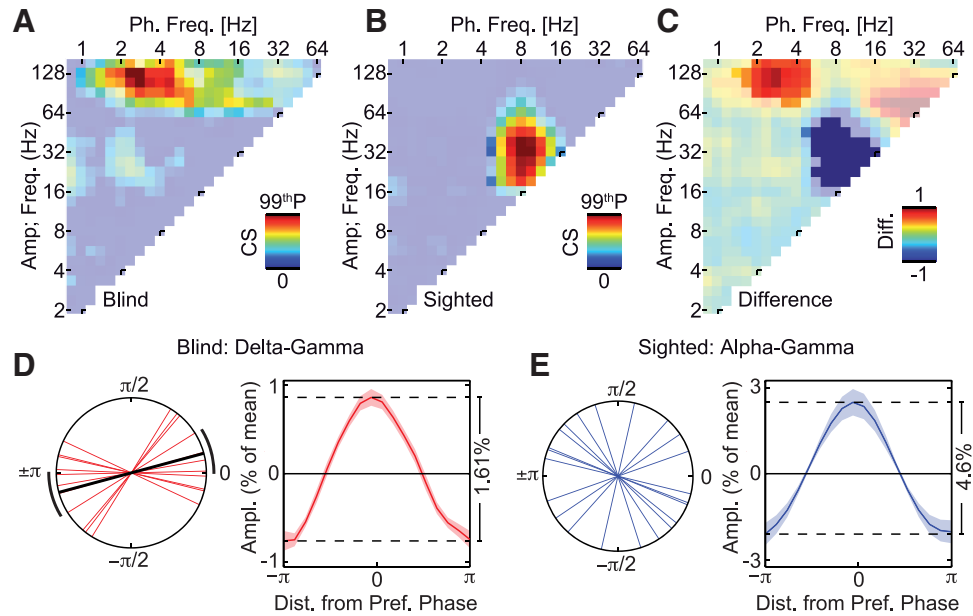 A
Ph. Freq. [Hz]
1 2 4 8 16 32 64
Amp; Freq. (Hz)
128
64
32
16
8
4
2
99thP
CS
0
Blind
B
Ph. Freq. [Hz]
1 2 4 8 16 32 64
Amp; Freq. (Hz)
128
64
32
16
8
4
2
99thP
CS
0
Sighted
C
Ph. Freq. [Hz]
1 2 4 8 16 32 64
Amp; Freq. (Hz)
128
64
32
16
8
4
2
1
Diff.
-1
Difference
D
Blind: Delta-Gamma
π/2
±π
0
−π/2
Ampl. (% of mean)
1
0
-1
1.61%
−π 0 π
Dist. from Pref. Phase
E
Sighted: Alpha-Gamma
π/2
±π
0
−π/2
Ampl. (% of mean)
3
0
-3
4.6%
−π 0 π
Dist. from Pref. Phase